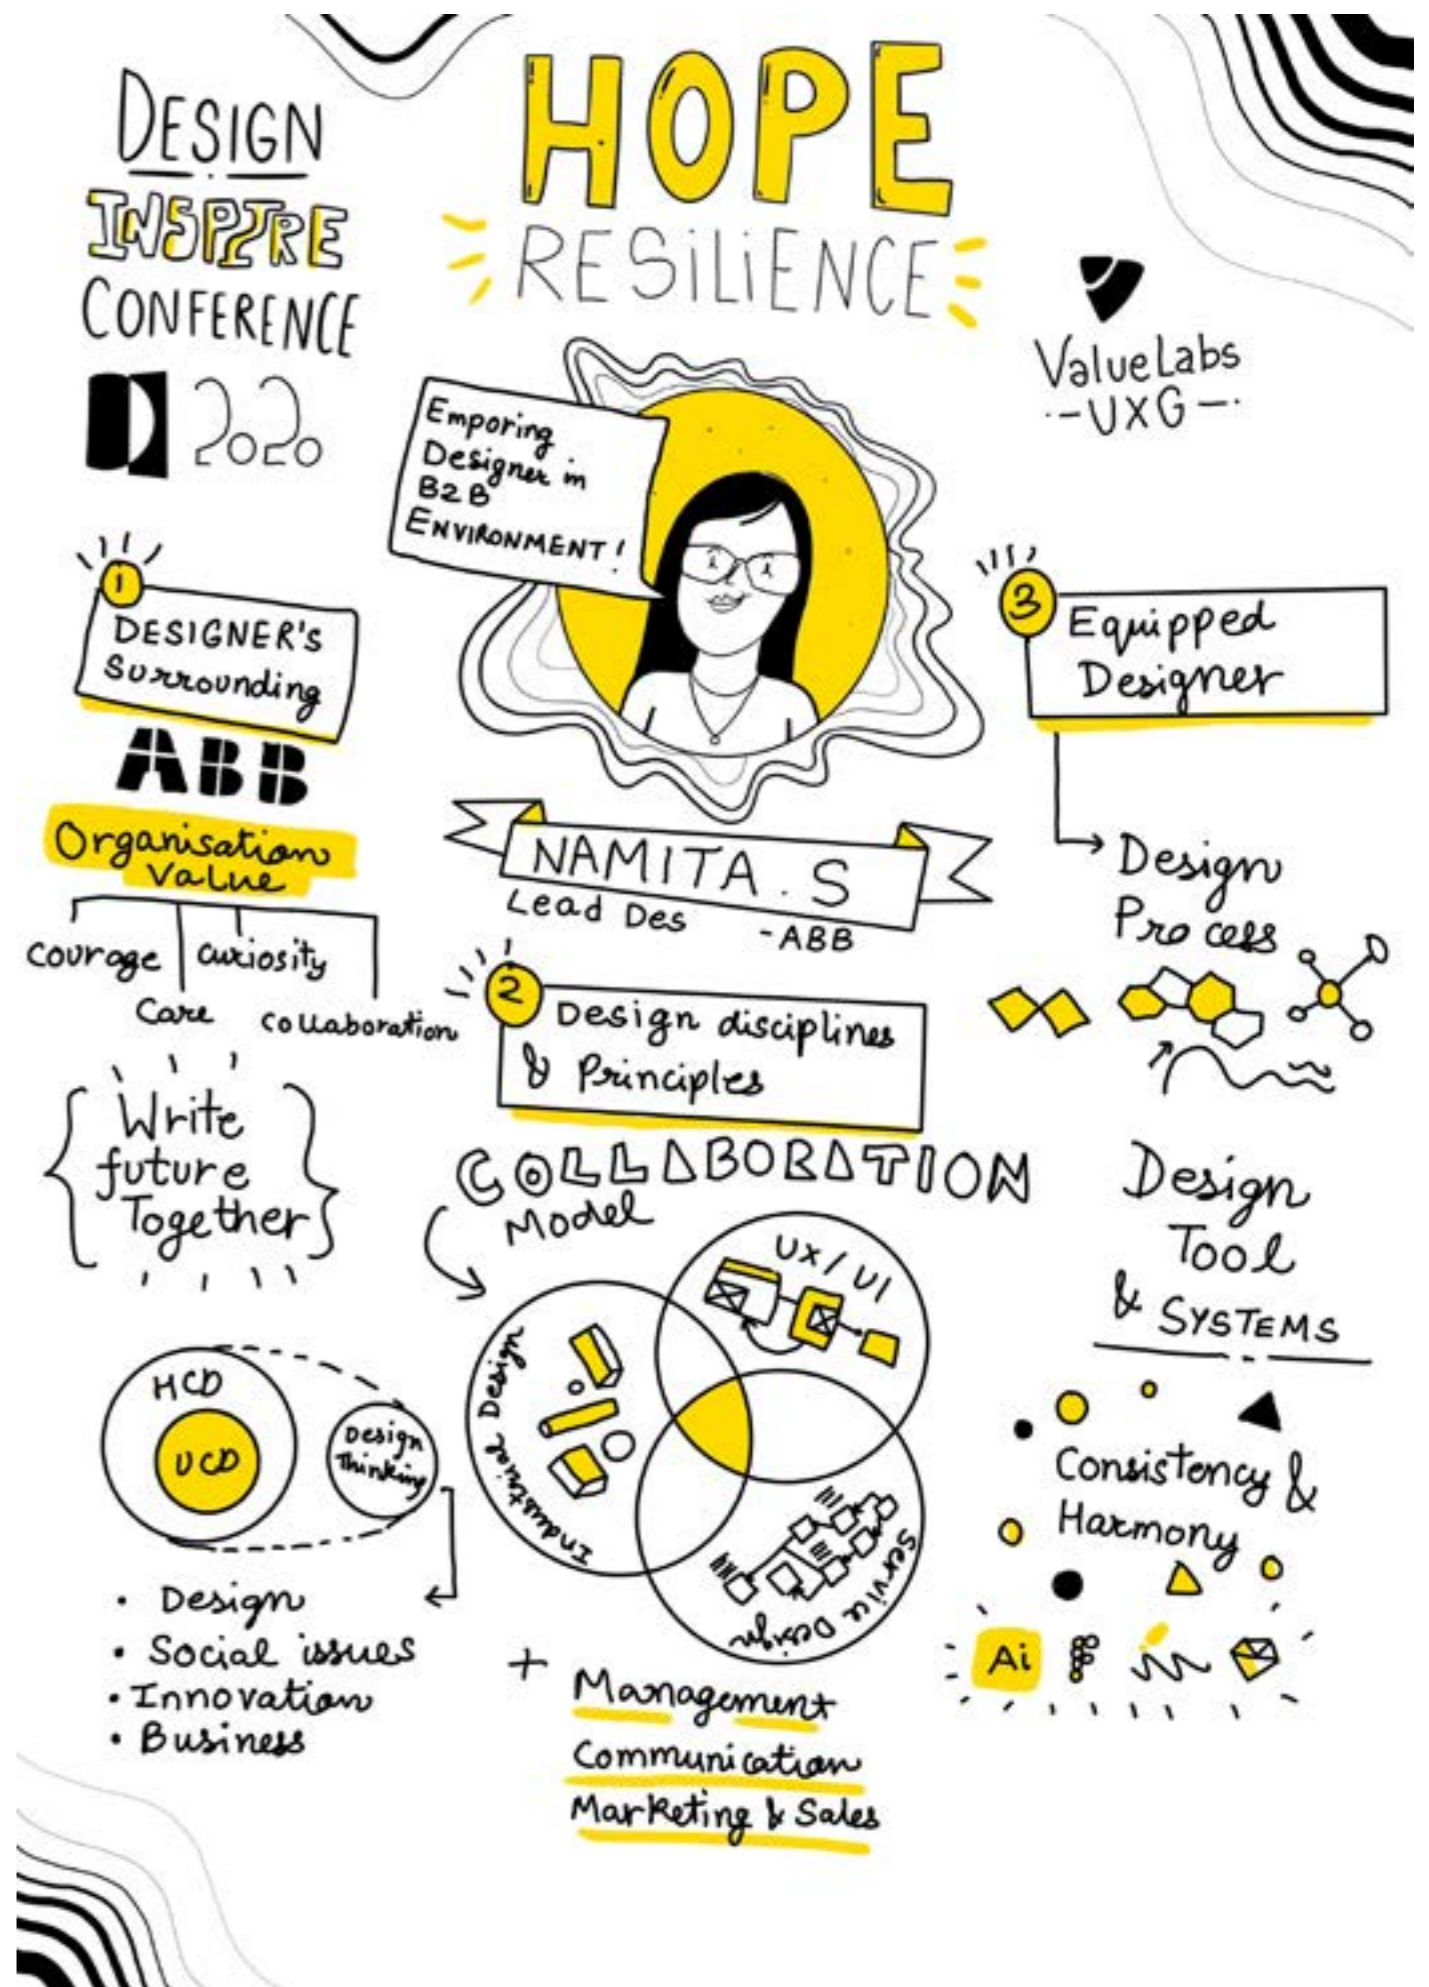 DESIGN
INSPIRE
CONFERENCE
2020
HOPE
RESiLiENCE
ValueLabs
-UXG-
Emporing
Designer in
B2B
ENVIRONMENT!
NAMITA.S
Lead Des -ABB
1
DESIGNER'S
Surrounding
ABB
Organisation
Value
Courage
Curiosity
Care
Collaboration
Write
future
Together
HCD
UCD
Design
Thinking
• Design
• Social issues
• Innovation
• Business
2
Design disciplines
& Principles
COLLABORATION
Model
UX/UI
Industrial Design
Service Design
+ Management
Communication
Marketing & Sales
3
Equipped
Designer
Design
Process
Design
Tool
& SYSTEMS
Consistency &
Harmony
Ai